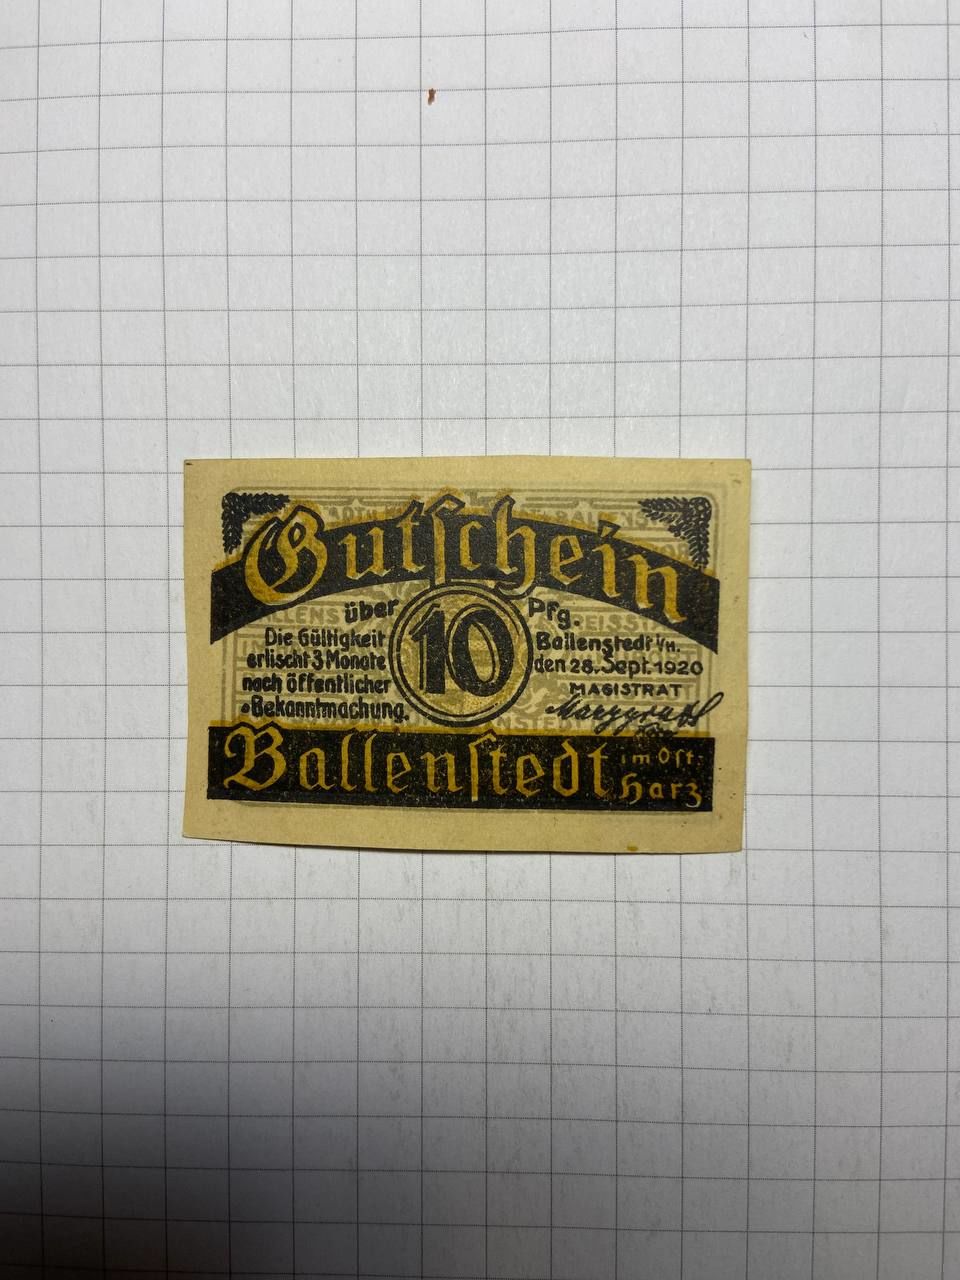 Gutschein
über 10 Pfg.
Die Gültigkeit
erlischt 3 Monate
nach öffentlicher
Bekanntmachung.
Ballenstedt i/H.
den 28. Sept. 1920
MAGISTRAT
Ballenstedt im Ost-
Harz